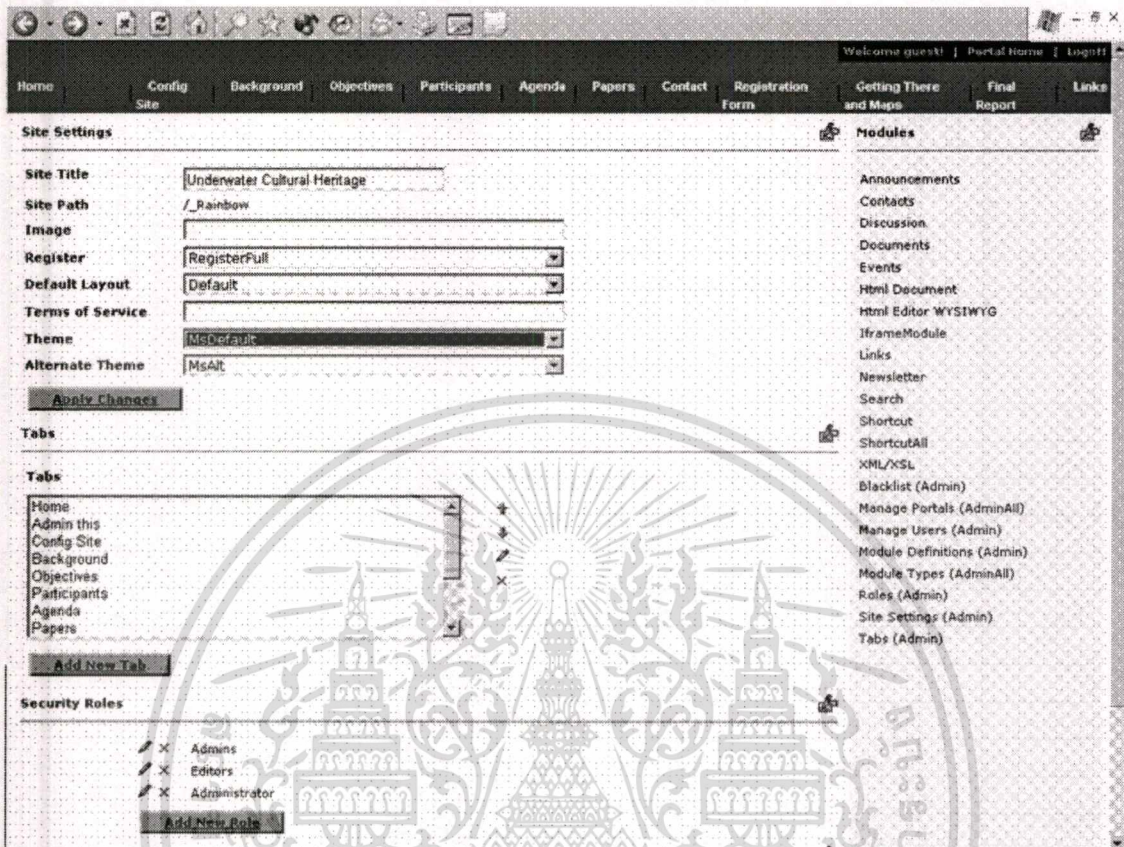 Welcome guest! | Portal Home | Logoff
Home | Config Site | Background | Objectives | Participants | Agenda | Papers | Contact | Registration Form | Getting There and Maps | Final Report | Links
Site Settings
Site Title Underwater Cultural Heritage
Site Path /_Rainbow
Image
Register RegisterFull
Default Layout Default
Terms of Service
Theme MsDefault
Alternate Theme MsAlt
Apply Changes
Tabs
Tabs
Home
Admin this
Config Site
Background
Objectives
Participants
Agenda
Papers
Add New Tab
Security Roles
Admins
Editors
Administrator
Add New Role
Modules
Announcements
Contacts
Discussion
Documents
Events
Html Document
Html Editor WYSIWYG
IframeModule
Links
Newsletter
Search
Shortcut
ShortcutAll
XML/XSL
Blacklist (Admin)
Manage Portals (AdminAll)
Manage Users (Admin)
Module Definitions (Admin)
Module Types (AdminAll)
Roles (Admin)
Site Settings (Admin)
Tabs (Admin)